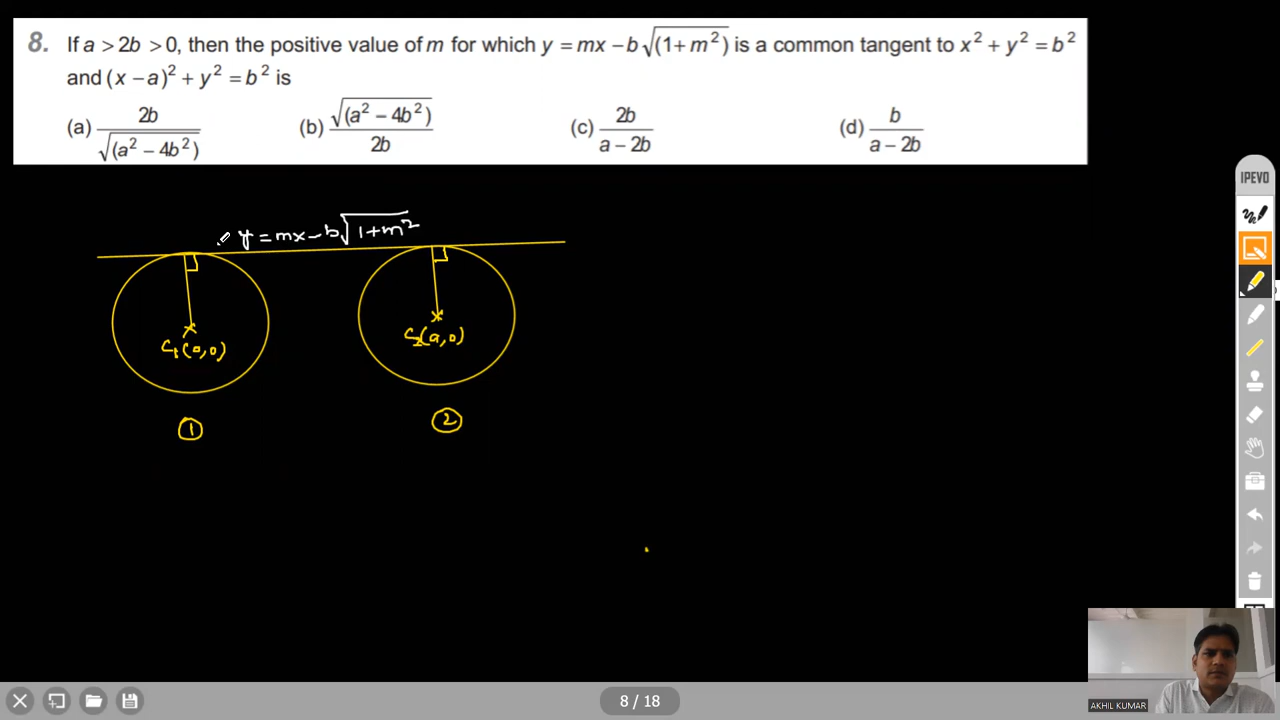 8. If a > 2b > 0, then the positive value of m for which y = mx − b√(1+m²) is a common tangent to x² + y² = b²
and (x − a)² + y² = b² is
(a) 2b/√(a² − 4b²) (b) √(a² − 4b²)/2b (c) 2b/(a − 2b) (d) b/(a − 2b)
IPEVO
y = mx − b√1+m²
C₁(0,0)
C₂(a,0)
①
②
AKHIL KUMAR
8 / 18